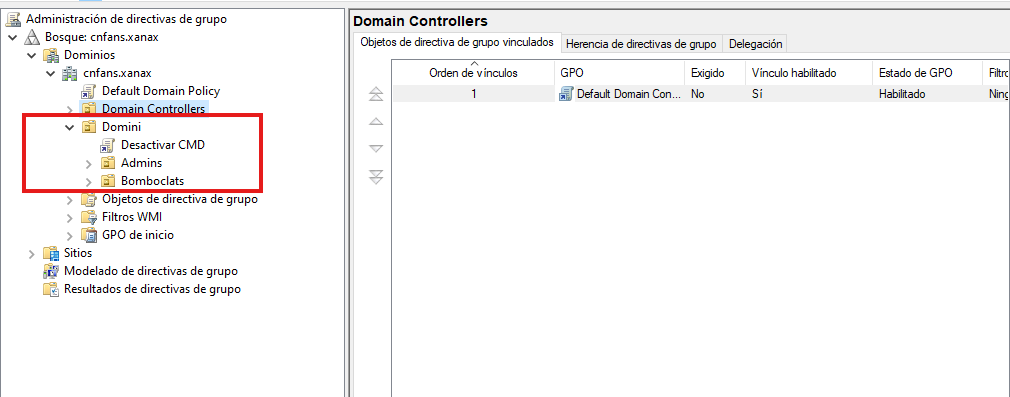 Administración de directivas de grupo
Bosque: cnfans.xanax
Dominios
cnfans.xanax
Default Domain Policy
Domain Controllers
Domini
Desactivar CMD
Admins
Bomboclats
Objetos de directiva de grupo
Filtros WMI
GPO de inicio
Sitios
Modelado de directivas de grupo
Resultados de directivas de grupo
Domain Controllers
Objetos de directiva de grupo vinculados Herencia de directivas de grupo Delegación
Orden de vínculos GPO Exigido Vínculo habilitado Estado de GPO Filtro
1 Default Domain Con... No Sí Habilitado Ning